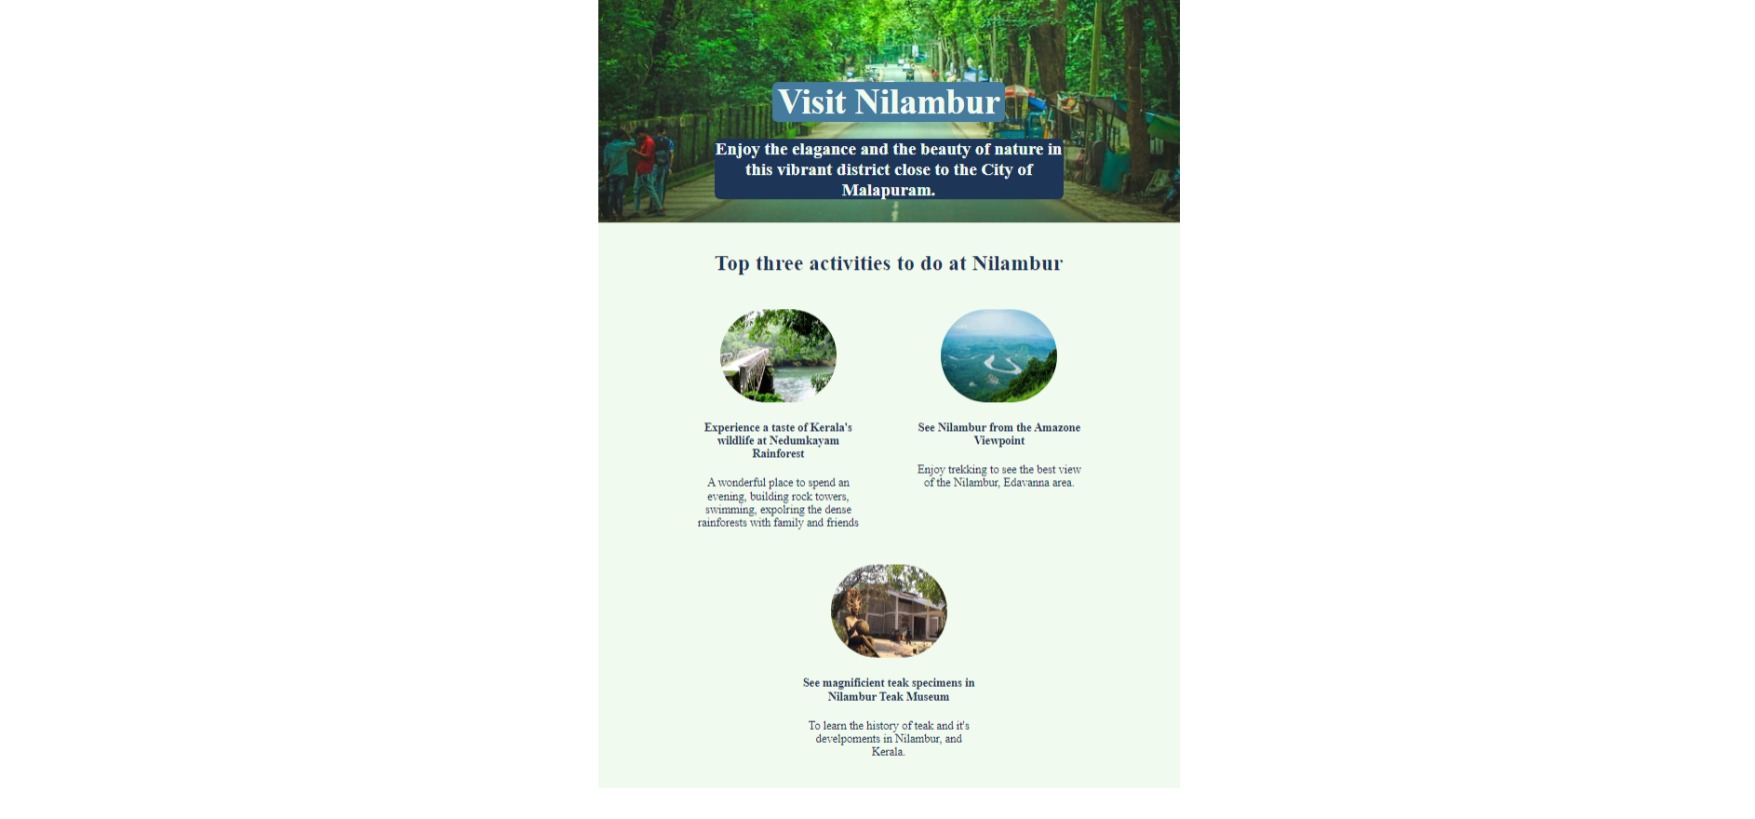 Visit Nilambur
Enjoy the elagance and the beauty of nature in
this vibrant district close to the City of
Malapuram.
Top three activities to do at Nilambur
Experience a taste of Kerala's
wildlife at Nedumkayam
Rainforest
A wonderful place to spend an
evening, building rock towers,
swimming, expolring the dense
rainforests with family and friends
See Nilambur from the Amazone
Viewpoint
Enjoy trekking to see the best view
of the Nilambur, Edavanna area.
See magnificient teak specimens in
Nilambur Teak Museum
To learn the history of teak and it's
develpoments in Nilambur, and
Kerala.